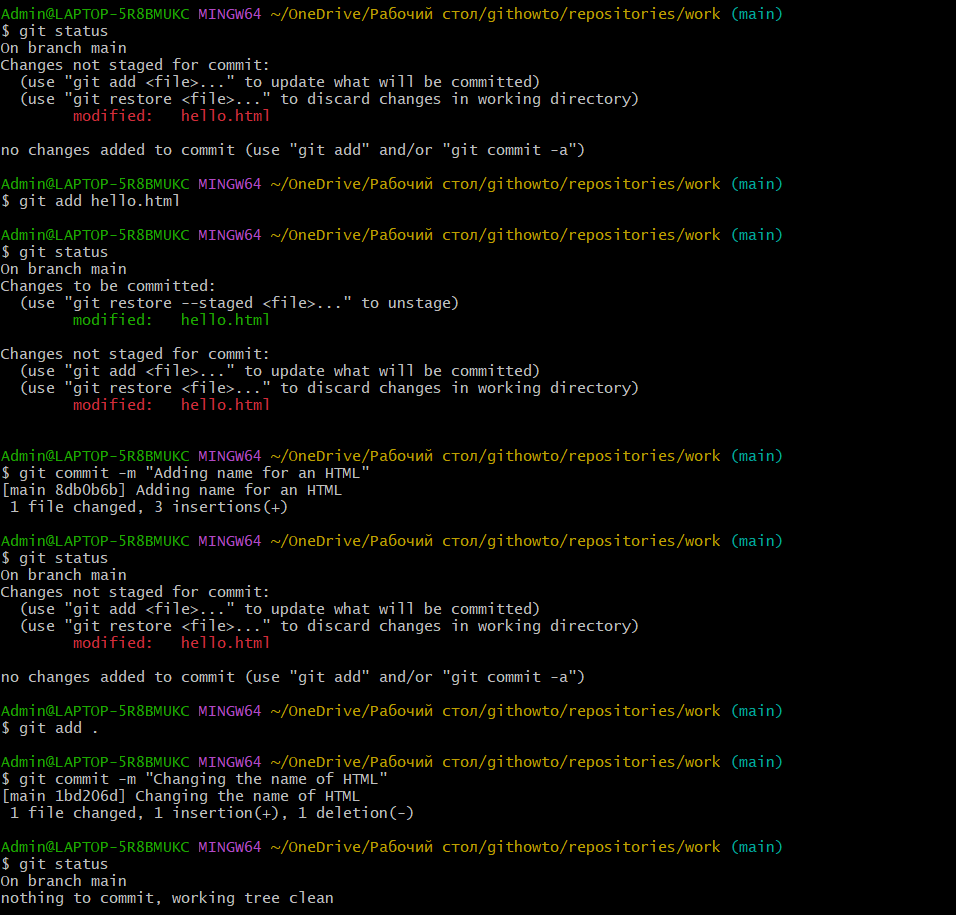 Admin@LAPTOP-5R8BMUKC MINGW64 ~/OneDrive/Рабочий стол/githowto/repositories/work (main)
$ git status
On branch main
Changes not staged for commit:
  (use "git add <file>..." to update what will be committed)
  (use "git restore <file>..." to discard changes in working directory)
        modified:   hello.html

no changes added to commit (use "git add" and/or "git commit -a")

Admin@LAPTOP-5R8BMUKC MINGW64 ~/OneDrive/Рабочий стол/githowto/repositories/work (main)
$ git add hello.html

Admin@LAPTOP-5R8BMUKC MINGW64 ~/OneDrive/Рабочий стол/githowto/repositories/work (main)
$ git status
On branch main
Changes to be committed:
  (use "git restore --staged <file>..." to unstage)
        modified:   hello.html

Changes not staged for commit:
  (use "git add <file>..." to update what will be committed)
  (use "git restore <file>..." to discard changes in working directory)
        modified:   hello.html


Admin@LAPTOP-5R8BMUKC MINGW64 ~/OneDrive/Рабочий стол/githowto/repositories/work (main)
$ git commit -m "Adding name for an HTML"
[main 8db0b6b] Adding name for an HTML
 1 file changed, 3 insertions(+)

Admin@LAPTOP-5R8BMUKC MINGW64 ~/OneDrive/Рабочий стол/githowto/repositories/work (main)
$ git status
On branch main
Changes not staged for commit:
  (use "git add <file>..." to update what will be committed)
  (use "git restore <file>..." to discard changes in working directory)
        modified:   hello.html

no changes added to commit (use "git add" and/or "git commit -a")

Admin@LAPTOP-5R8BMUKC MINGW64 ~/OneDrive/Рабочий стол/githowto/repositories/work (main)
$ git add .

Admin@LAPTOP-5R8BMUKC MINGW64 ~/OneDrive/Рабочий стол/githowto/repositories/work (main)
$ git commit -m "Changing the name of HTML"
[main 1bd206d] Changing the name of HTML
 1 file changed, 1 insertion(+), 1 deletion(-)

Admin@LAPTOP-5R8BMUKC MINGW64 ~/OneDrive/Рабочий стол/githowto/repositories/work (main)
$ git status
On branch main
nothing to commit, working tree clean